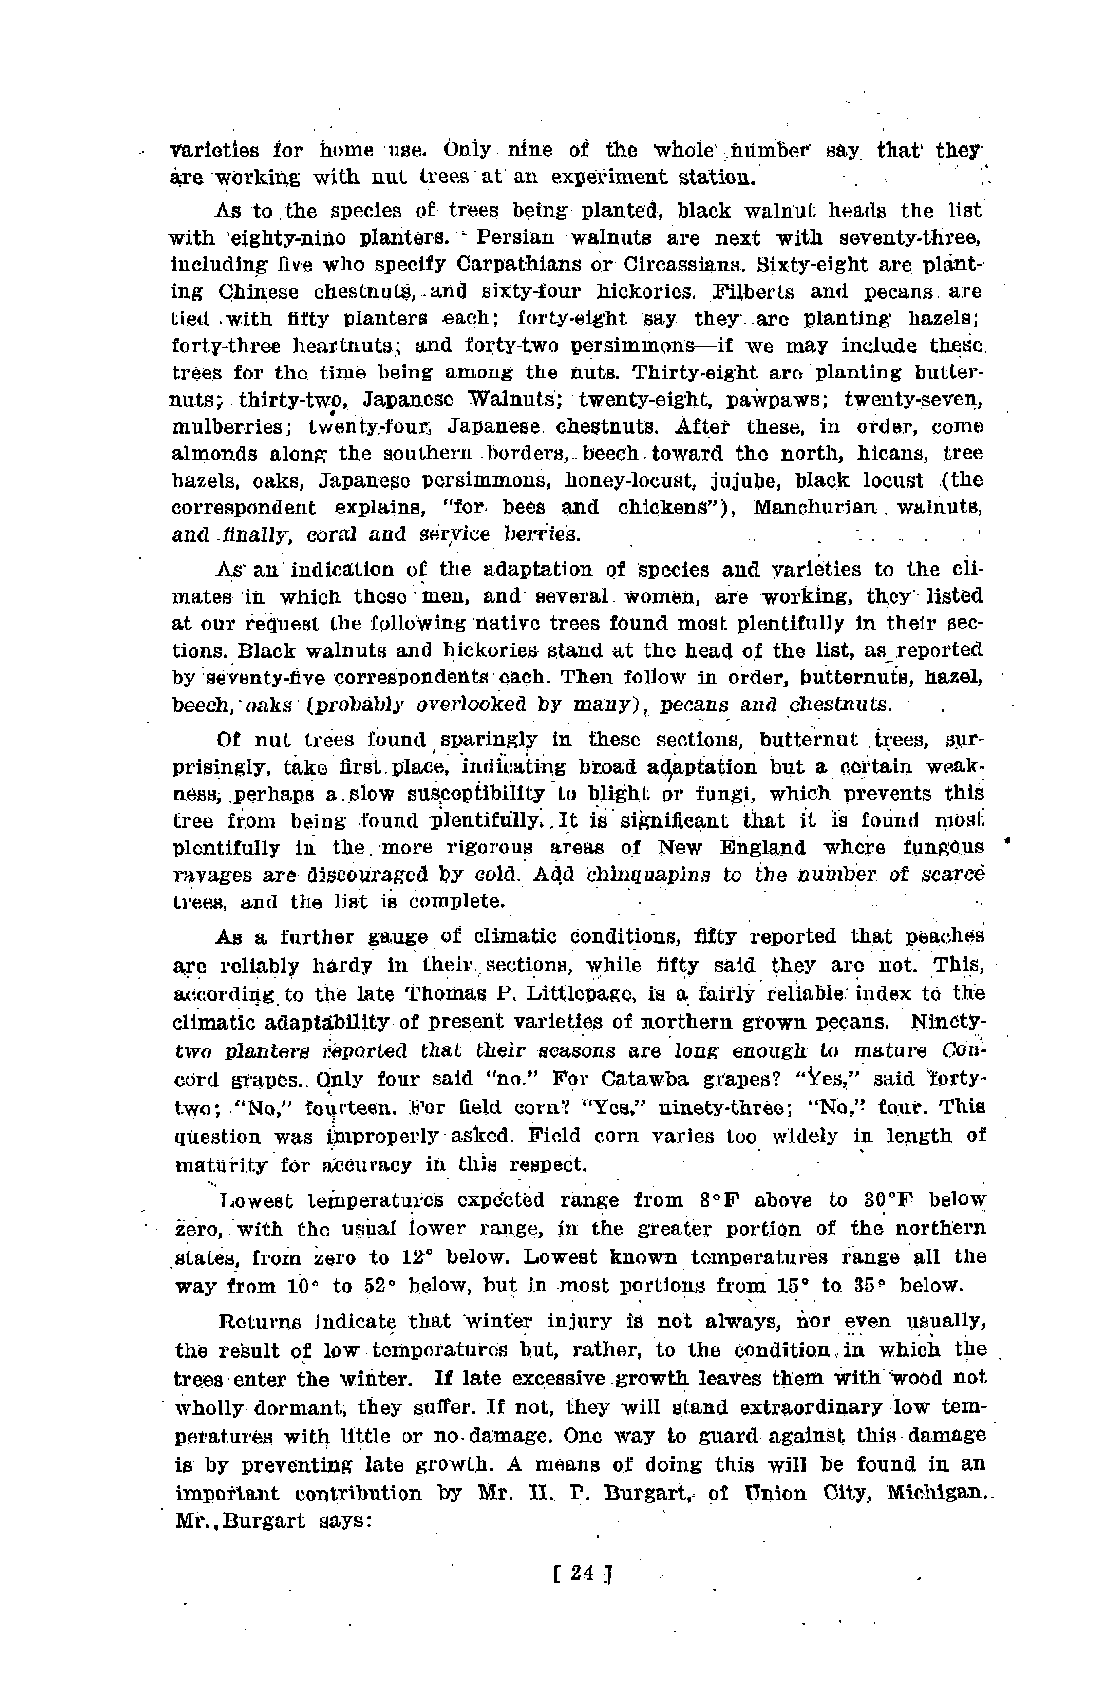 varieties for home use. Only nine of the whole number say that they
are working with nut trees at an experiment station.
As to the species of trees being planted, black walnut heads the list
with eighty-nine planters. Persian walnuts are next with seventy-three,
including five who specify Carpathians or Circassians. Sixty-eight are plant-
ing Chinese chestnuts, and sixty-four hickories. Filberts and pecans are
tied with fifty planters each; forty-eight say they are planting hazels;
forty-three heartnuts; and forty-two persimmons—if we may include these
trees for the time being among the nuts. Thirty-eight are planting butter-
nuts; thirty-two, Japanese Walnuts; twenty-eight, pawpaws; twenty-seven,
mulberries; twenty-four, Japanese chestnuts. After these, in order, come
almonds along the southern borders, beech toward the north, hicans, tree
hazels, oaks, Japanese persimmons, honey-locust, jujube, black locust (the
correspondent explains, "for bees and chickens"), Manchurian walnuts,
and finally, coral and service berries.
As an indication of the adaptation of species and varieties to the cli-
mates in which these men, and several women, are working, they listed
at our request the following native trees found most plentifully in their sec-
tions. Black walnuts and hickories stand at the head of the list, as reported
by seventy-five correspondents each. Then follow in order, butternuts, hazel,
beech, oaks (probably overlooked by many), pecans and chestnuts.
Of nut trees found sparingly in these sections, butternut trees, sur-
prisingly, take first place, indicating broad adaptation but a certain weak-
ness, perhaps a slow susceptibility to blight or fungi, which prevents this
tree from being found plentifully. It is significant that it is found most
plentifully in the more rigorous areas of New England where fungous
ravages are discouraged by cold. Add chinquapins to the number of scarce
trees, and the list is complete.
As a further gauge of climatic conditions, fifty reported that peaches
are reliably hardy in their sections, while fifty said they are not. This,
according to the late Thomas P. Littlepage, is a fairly reliable index to the
climatic adaptability of present varieties of northern grown pecans. Ninety-
two planters reported that their seasons are long enough to mature Con-
cord grapes. Only four said "no." For Catawba grapes? "Yes," said forty-
two; "No," fourteen. For field corn? "Yes," ninety-three; "No," four. This
question was improperly asked. Field corn varies too widely in length of
maturity for accuracy in this respect.
Lowest temperatures expected range from 8°F above to 30°F below
zero, with the usual lower range, in the greater portion of the northern
states, from zero to 12° below. Lowest known temperatures range all the
way from 10° to 52° below, but in most portions from 15° to 35° below.
Returns indicate that winter injury is not always, nor even usually,
the result of low temperatures but, rather, to the condition in which the
trees enter the winter. If late excessive growth leaves them with wood not
wholly dormant, they suffer. If not, they will stand extraordinary low tem-
peratures with little or no damage. One way to guard against this damage
is by preventing late growth. A means of doing this will be found in an
important contribution by Mr. H. P. Burgart, of Union City, Michigan.
Mr. Burgart says:
[ 24 ]